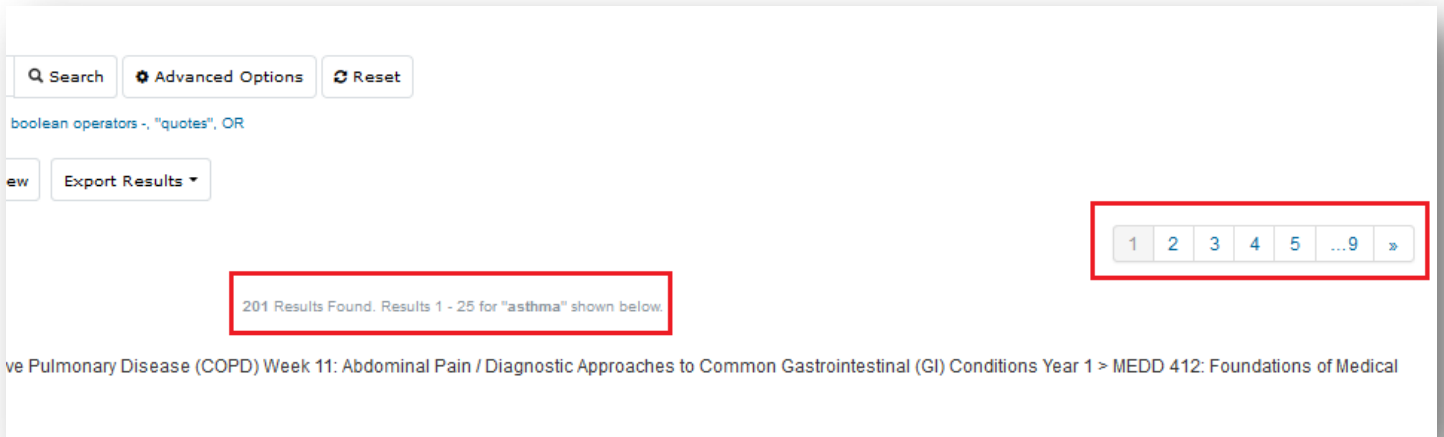 Search Advanced Options Reset
boolean operators -, "quotes", OR
ew Export Results
1 2 3 4 5 ...9 »
201 Results Found. Results 1 - 25 for "asthma" shown below.
ve Pulmonary Disease (COPD) Week 11: Abdominal Pain / Diagnostic Approaches to Common Gastrointestinal (GI) Conditions Year 1 > MEDD 412: Foundations of Medical